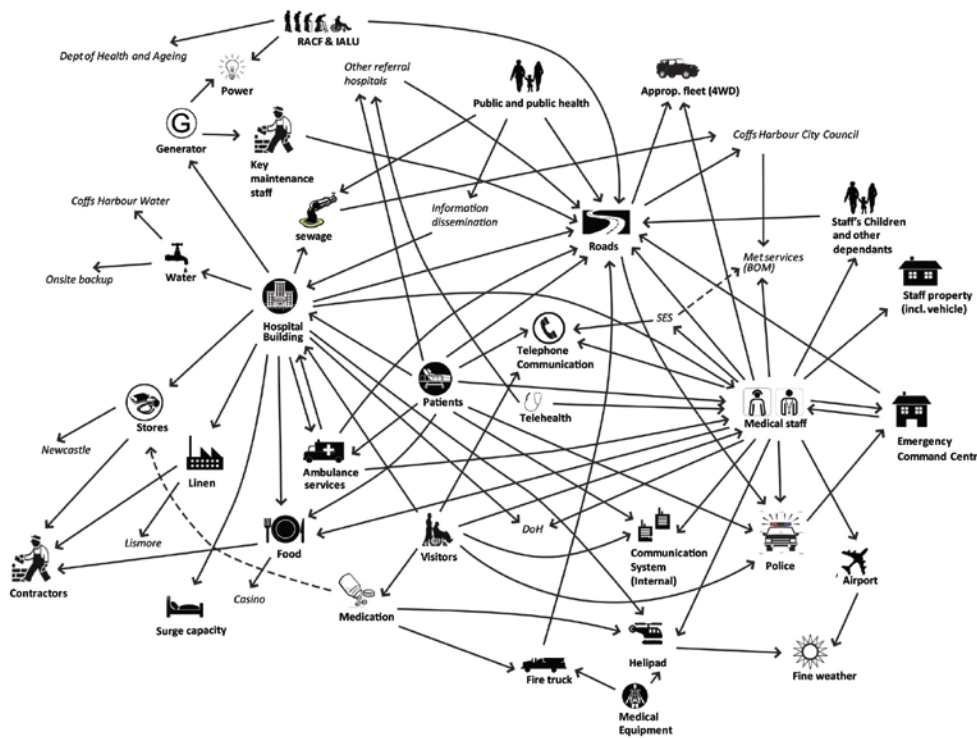 RACF & IALU
Dept of Health and Ageing
Other referral
hospitals
Public and public health
Approp. fleet (4WD)
Power
Coffs Harbour City Council
G
Generator
Key
maintenance
staff
Coffs Harbour Water
sewage
Information
dissemination
Roads
Staff's Children
and other
dependants
Met services
(BOM)
Onsite backup
Water
Staff property
(incl. vehicle)
Hospital
Building
SES
Telephone
Communication
Patients
Telehealth
Stores
Medical staff
Newcastle
Emergency
Command Centr
Linen
Ambulance
services
Lismore
Food
Visitors
DoH
Communication
System
(Internal)
Police
Airport
Contractors
Casino
Medication
Surge capacity
Helipad
Fire truck
Fine weather
Medical
Equipment